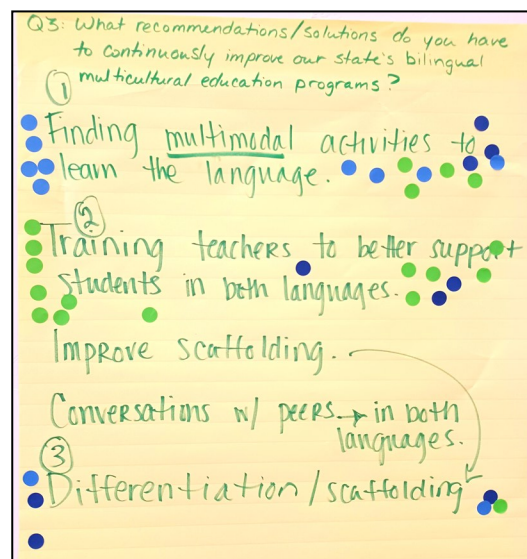 Q3: What recommendations/solutions do you have
to continuously improve our state's bilingual
multicultural education programs?
①
Finding multimodal activities to
learn the language.
②
Training teachers to better support
students in both languages.
Improve scaffolding.
Conversations w/ peers → in both
languages.
③
Differentiation/scaffolding